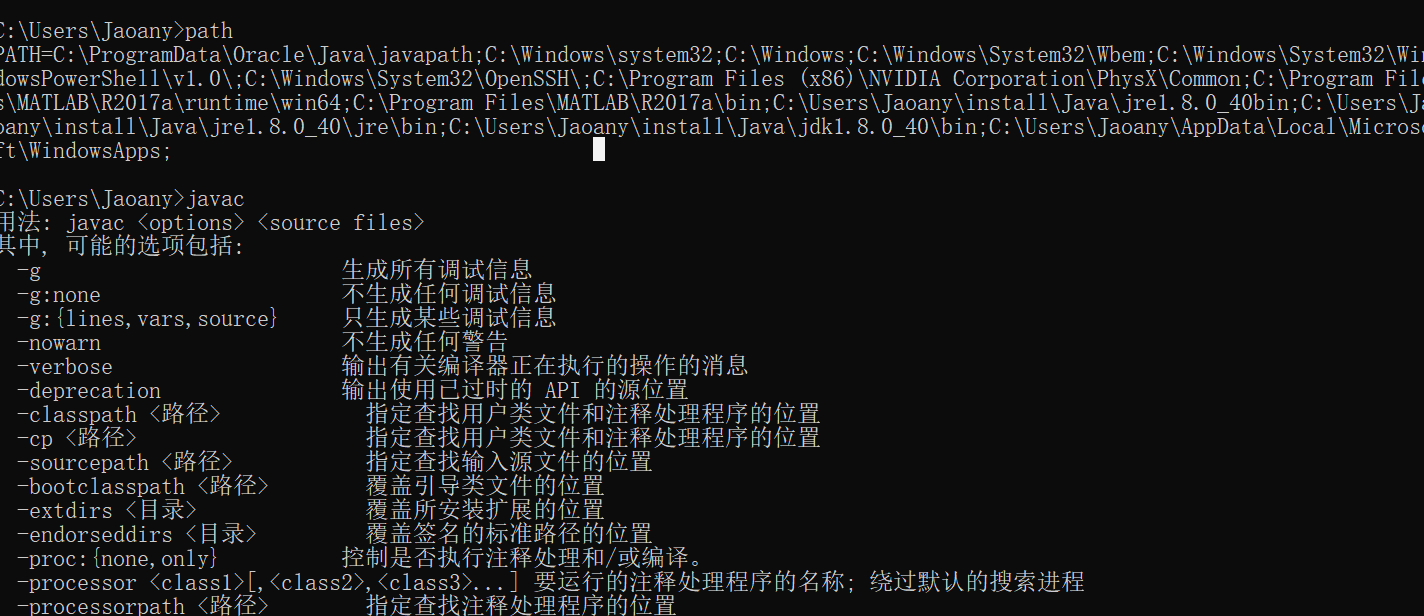 C:\Users\Jaoany>path
PATH=C:\ProgramData\Oracle\Java\javapath;C:\Windows\system32;C:\Windows;C:\Windows\System32\Wbem;C:\Windows\System32\Win
dowsPowerShell\v1.0\;C:\Windows\System32\OpenSSH\;C:\Program Files (x86)\NVIDIA Corporation\PhysX\Common;C:\Program File
s\MATLAB\R2017a\runtime\win64;C:\Program Files\MATLAB\R2017a\bin;C:\Users\Jaoany\install\Java\jre1.8.0_40bin;C:\Users\Ja
oany\install\Java\jre1.8.0_40\jre\bin;C:\Users\Jaoany\install\Java\jdk1.8.0_40\bin;C:\Users\Jaoany\AppData\Local\Microso
ft\WindowsApps;
C:\Users\Jaoany>javac
用法: javac <options> <source files>
其中, 可能的选项包括:
-g 生成所有调试信息
-g:none 不生成任何调试信息
-g:{lines,vars,source} 只生成某些调试信息
-nowarn 不生成任何警告
-verbose 输出有关编译器正在执行的操作的消息
-deprecation 输出使用已过时的 API 的源位置
-classpath <路径> 指定查找用户类文件和注释处理程序的位置
-cp <路径> 指定查找用户类文件和注释处理程序的位置
-sourcepath <路径> 指定查找输入源文件的位置
-bootclasspath <路径> 覆盖引导类文件的位置
-extdirs <目录> 覆盖所安装扩展的位置
-endorseddirs <目录> 覆盖签名的标准路径的位置
-proc:{none,only} 控制是否执行注释处理和/或编译。
-processor <class1>[,<class2>,<class3>...] 要运行的注释处理程序的名称; 绕过默认的搜索进程
-processorpath <路径> 指定查找注释处理程序的位置